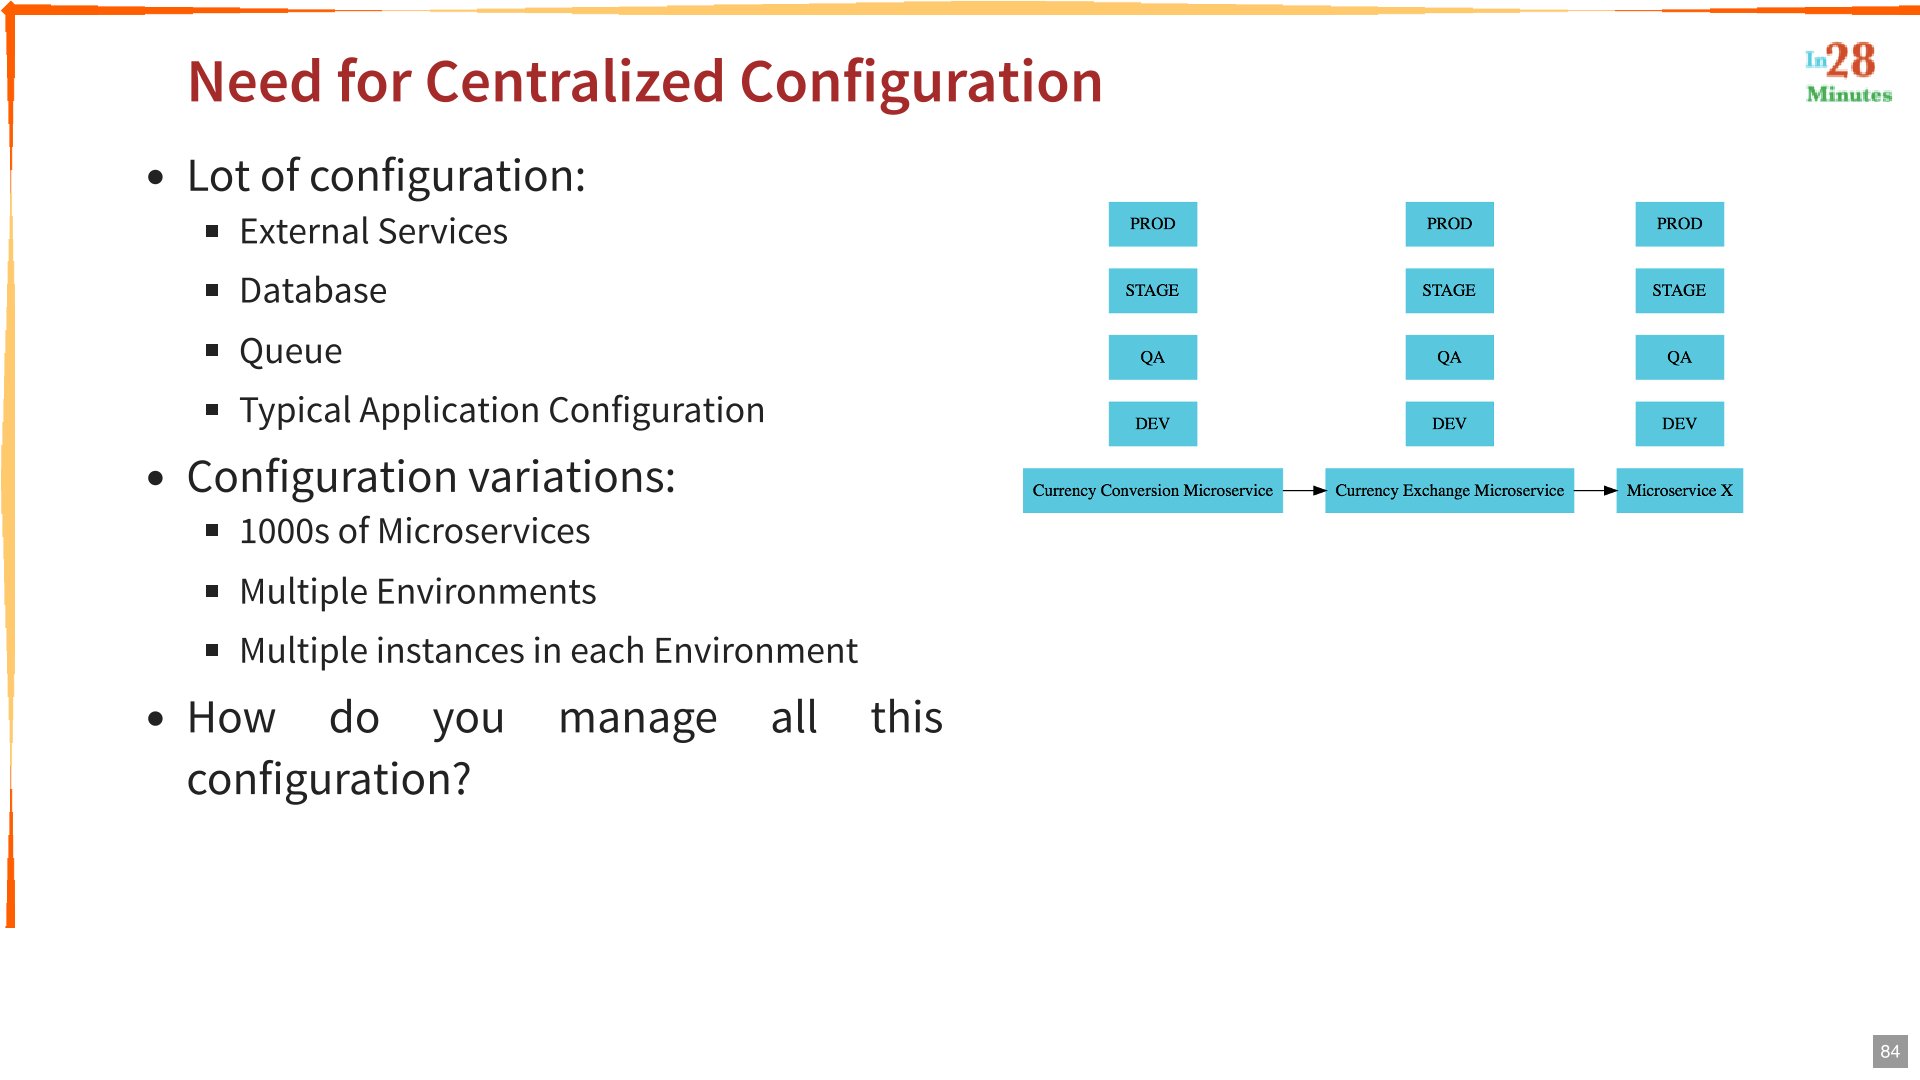 Need for Centralized Configuration
In28
Minutes
Lot of configuration:
External Services
Database
Queue
Typical Application Configuration
Configuration variations:
1000s of Microservices
Multiple Environments
Multiple instances in each Environment
How do you manage all this
configuration?
PROD PROD PROD
STAGE STAGE STAGE
QA QA QA
DEV DEV DEV
Currency Conversion Microservice Currency Exchange Microservice Microservice X
84